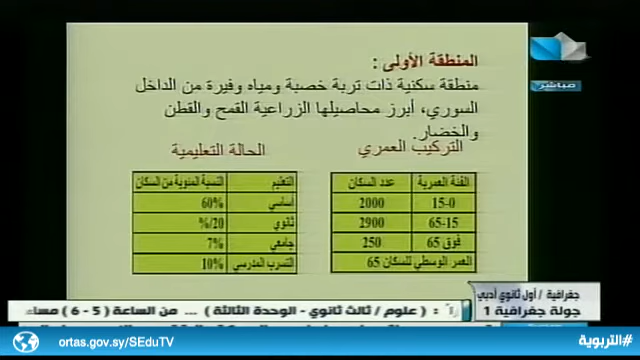 المنطقة الأولى :
منطقة سكنية ذات تربة خصبة ومياه وفيرة من الداخل
السوري، أبرز محاصيلها الزراعية القمح والقطن
والخضار.
التركيب العمري
الفئة العمرية عدد السكان
15-0 2000
65-15 2900
فوق 65 250
العمر الوسطي للسكان 65
الحالة التعليمية
التعليم النسبة المئوية من السكان
أساسي 60%
ثانوي 20/%
جامعي 7%
التسرب المدرسي 10%
مباشر
جغرافية / أول ثانوي أدبي
جولة جغرافية 1
: ( علوم / ثالث ثانوي - الوحدة الثالثة ) ... من الساعة ( 5 - 6 )
#التربوية
ortas.gov.sy/SEduTV